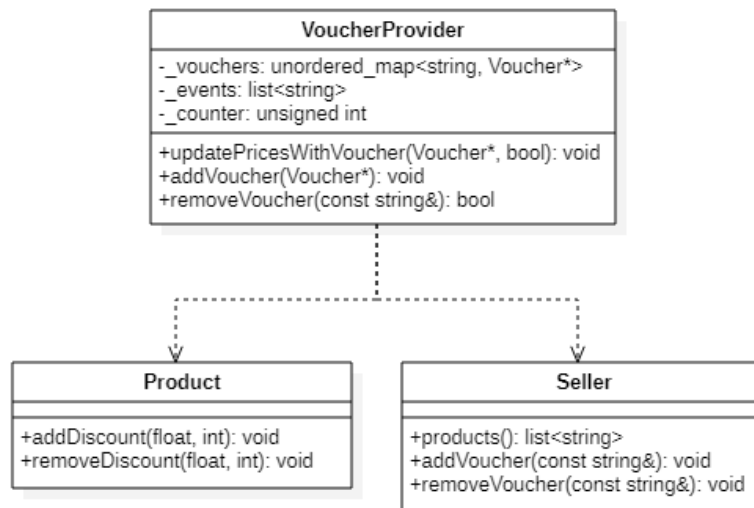 VoucherProvider
-_vouchers: unordered_map<string, Voucher*>
-_events: list<string>
-_counter: unsigned int
+updatePricesWithVoucher(Voucher*, bool): void
+addVoucher(Voucher*): void
+removeVoucher(const string&): bool
Product
+addDiscount(float, int): void
+removeDiscount(float, int): void
Seller
+products(): list<string>
+addVoucher(const string&): void
+removeVoucher(const string&): void